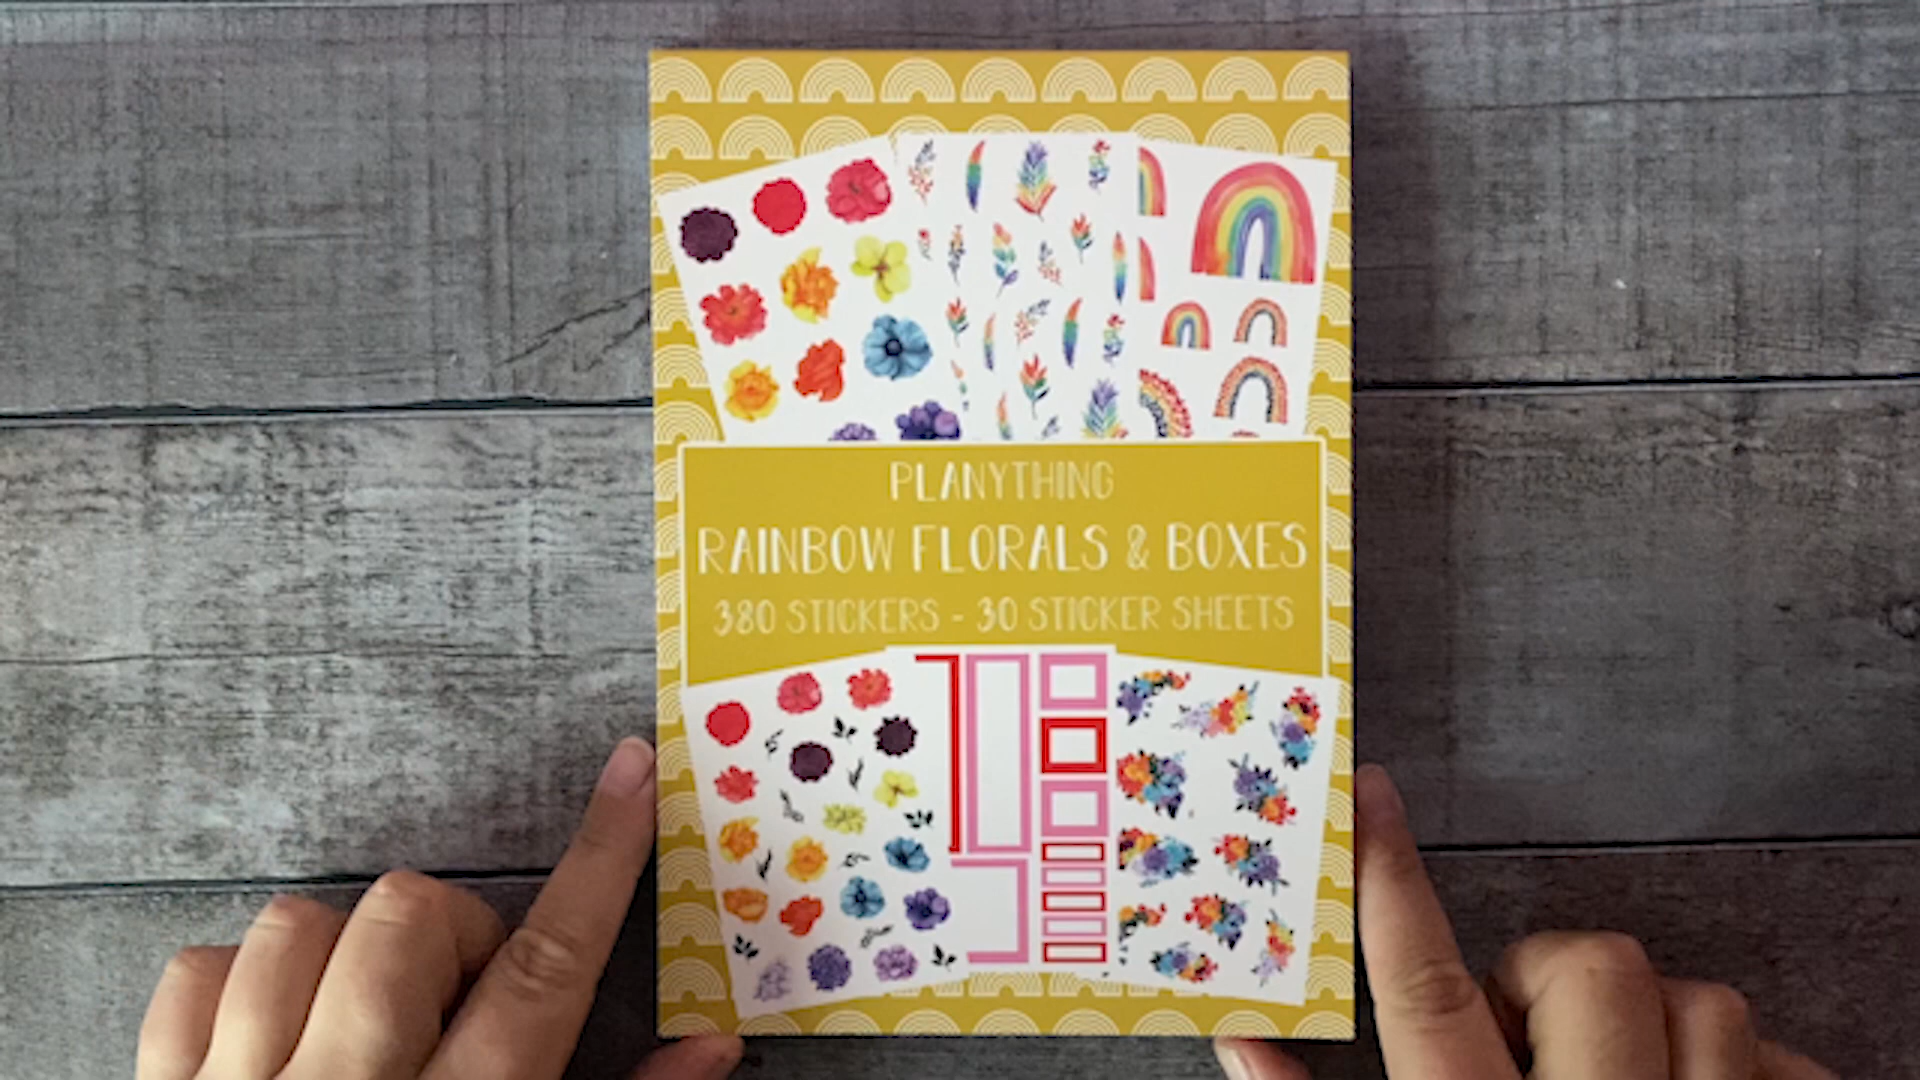 PLANYTHING
RAINBOW FLORALS & BOXES
380 STICKERS - 30 STICKER SHEETS